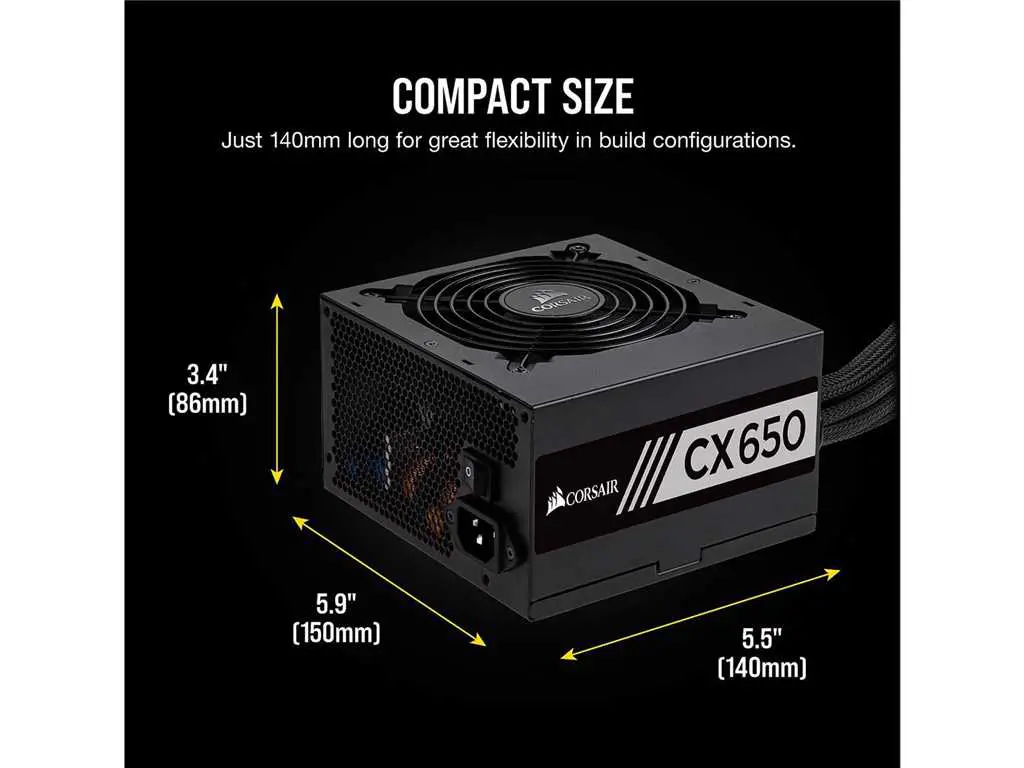 COMPACT SIZE
Just 140mm long for great flexibility in build configurations.
CORSAIR
3.4"
(86mm)
CX650
CORSAIR
5.9"
(150mm)
5.5"
(140mm)